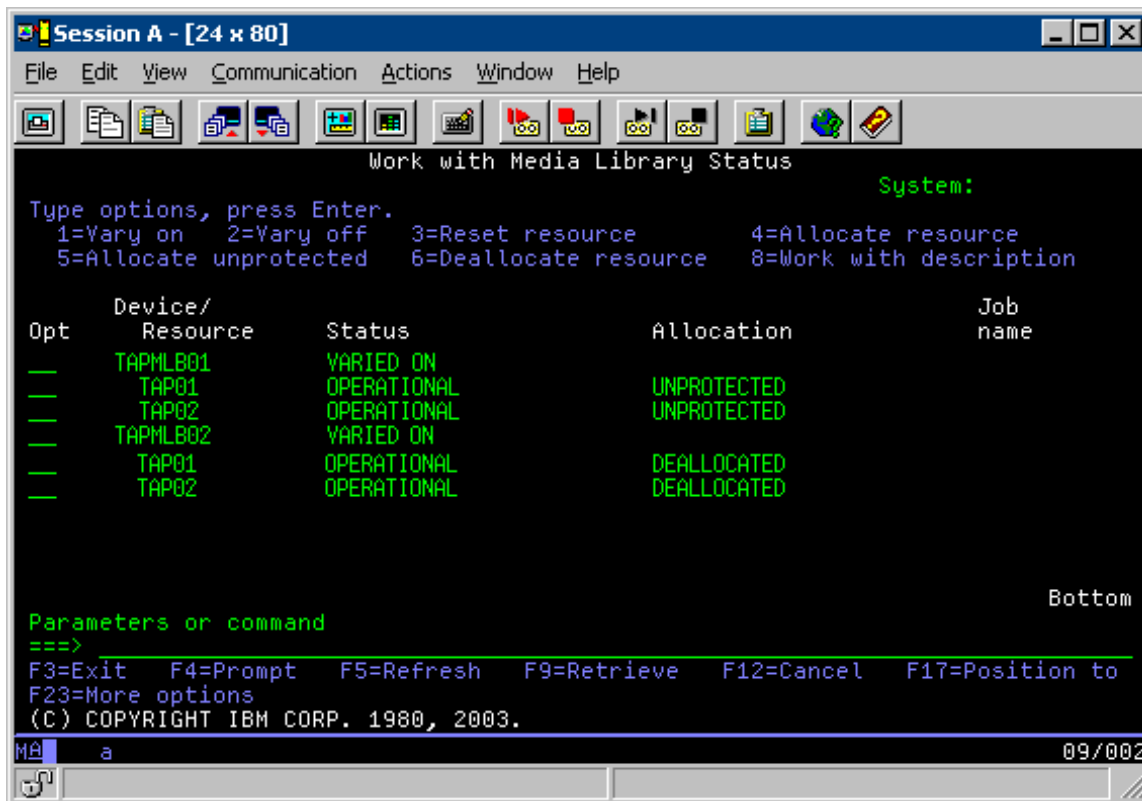 Session A - [24 x 80]
File Edit View Communication Actions Window Help
Work with Media Library Status
System:
Type options, press Enter.
1=Vary on 2=Vary off 3=Reset resource 4=Allocate resource
5=Allocate unprotected 6=Deallocate resource 8=Work with description
Device/ Job
Opt Resource Status Allocation name
TAPMLB01 VARIED ON
TAP01 OPERATIONAL UNPROTECTED
TAP02 OPERATIONAL UNPROTECTED
TAPMLB02 VARIED ON
TAP01 OPERATIONAL DEALLOCATED
TAP02 OPERATIONAL DEALLOCATED
Bottom
Parameters or command
===>
F3=Exit F4=Prompt F5=Refresh F9=Retrieve F12=Cancel F17=Position to
F23=More options
(C) COPYRIGHT IBM CORP. 1980, 2003.
MA a 09/002